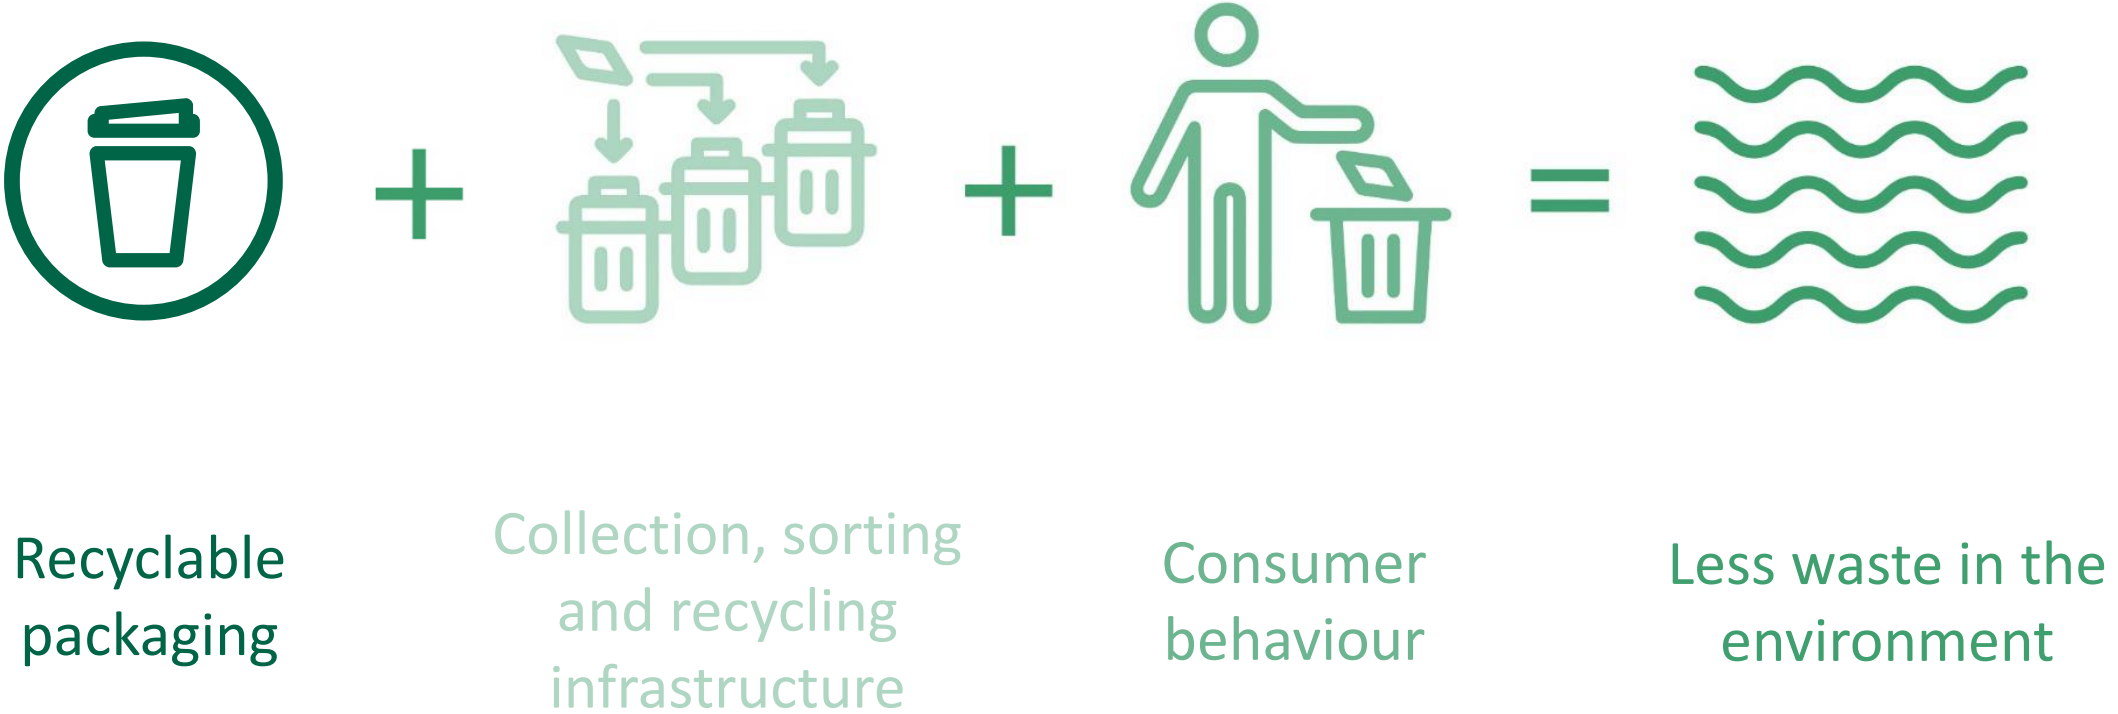 +
+
=
Recyclable
packaging
Collection, sorting
and recycling
infrastructure
Consumer
behaviour
Less waste in the
environment